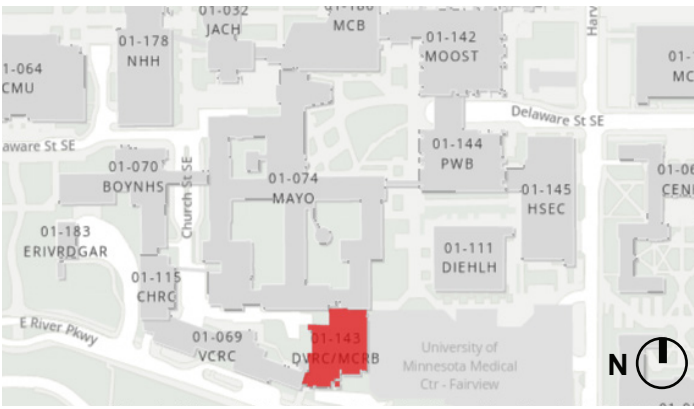 01-032
JACH
MCB
01-178
NHH
01-142
MOOST
1-064
CMU
Delaware St SE
aware St SE
01-144
PWB
01-070
BOYNHS
01-074
MAYO
Church St SE
01-145
HSEC
01-183
ERIVRDGAR
01-111
DIEHLH
01-115
CHRC
E River Pkwy
01-069
VCRC
01-143
DVRC/MCRB
University of
Minnesota Medical
Ctr - Fairview
N